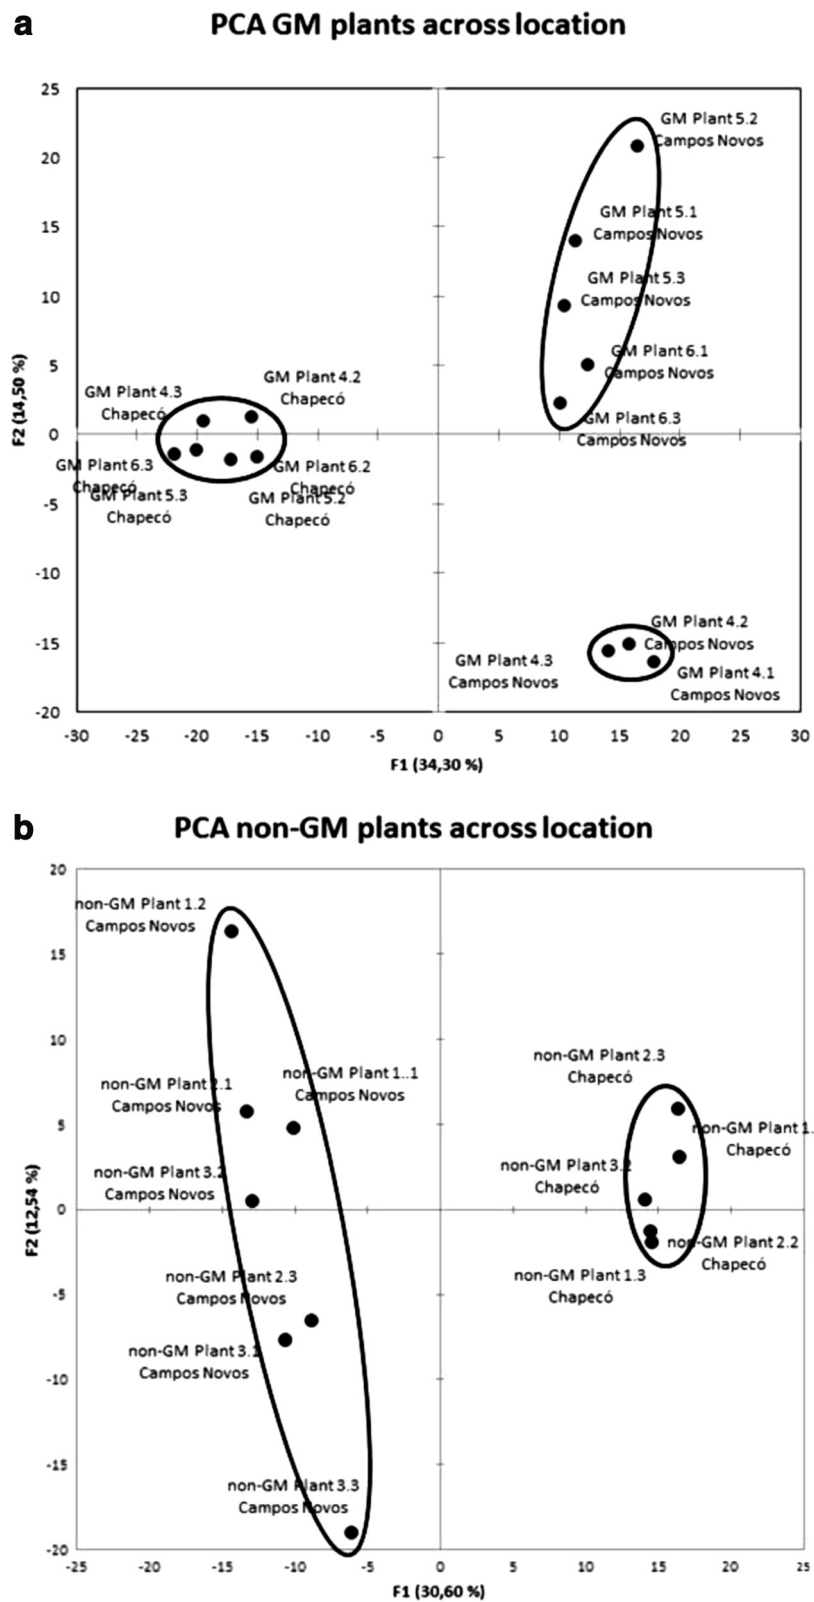 a
PCA GM plants across location
25
20
15
10
5
0
-5
-10
-15
-20
F2 (14,50 %)
GM Plant 5.2
Campos Novos
GM Plant 5.1
Campos Novos
GM Plant 5.3
Campos Novos
GM Plant 6.1
Campos Novos
GM Plant 6.3
Campos Novos
GM Plant 4.3
Chapecó
GM Plant 4.2
Chapecó
GM Plant 6.3
Chapecó
GM Plant 5.3
Chapecó
GM Plant 6.2
Chapecó
GM Plant 5.2
Chapecó
GM Plant 4.2
Campos Novos
GM Plant 4.3
Campos Novos
GM Plant 4.1
Campos Novos
-30 -25 -20 -15 -10 -5 0 5 10 15 20 5 30
F1 (34,30 %)
b
PCA non-GM plants across location
20
15
10
5
0
-5
-10
-15
-20
F2 (12,54 %)
non-GM Plant 1.2
Campos Novos
non-GM Plant 2.1
Campos Novos
non-GM Plant 1..1
Campos Novos
non-GM Plant 3.2
Campos Novos
non-GM Plant 2.3
Campos Novos
non-GM Plant 3.1
Campos Novos
non-GM Plant 3.3
Campos Novos
non-GM Plant 2.3
Chapecó
non-GM Plant 1.
Chapecó
non-GM Plant 3.2
Chapecó
non-GM Plant 2.2
Chapecó
non-GM Plant 1.3
Chapecó
-25 -20 -15 -10 -5 0 5 10 15 20 25
F1 (30,60 %)